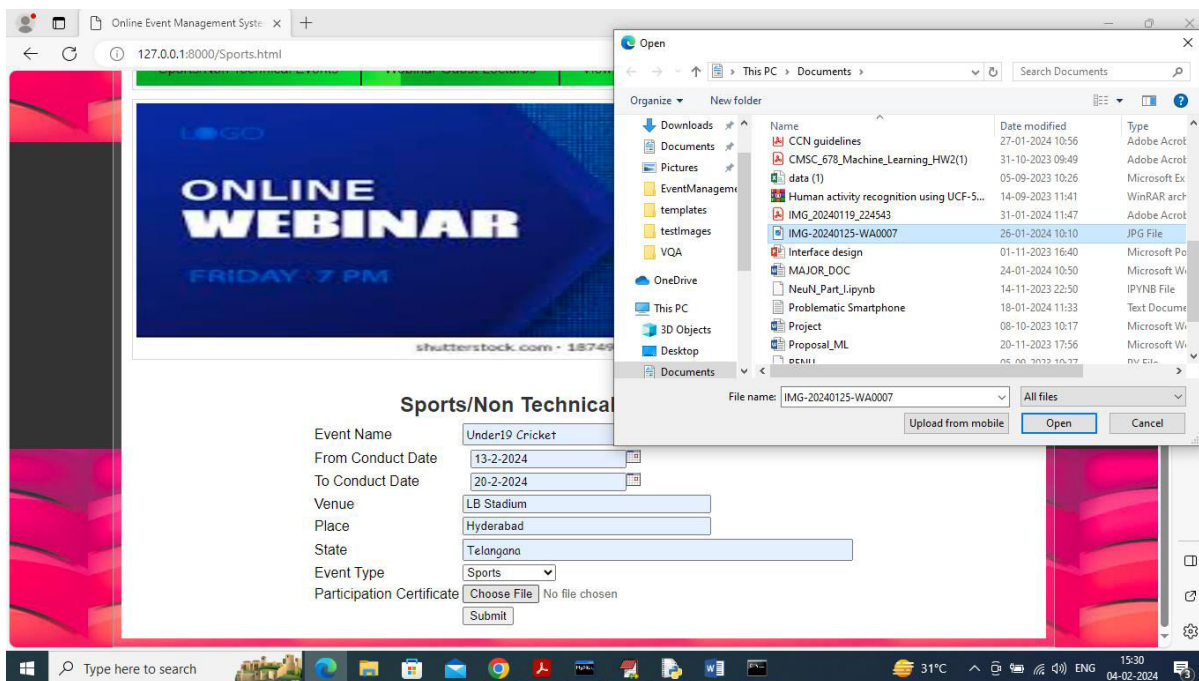 Online Event Management Syste
127.0.0.1:8000/Sports.html
LOGO
ONLINE
WEBINAR
FRIDAY 7 PM
shutterstock.com · 18749
Sports/Non Technical
Event Name Under19 Cricket
From Conduct Date 13-2-2024
To Conduct Date 20-2-2024
Venue LB Stadium
Place Hyderabad
State Telangana
Event Type Sports
Participation Certificate Choose File No file chosen
Submit
Open
This PC > Documents >
Search Documents
Organize New folder
Downloads
Documents
Pictures
EventManageme
templates
testImages
VQA
OneDrive
This PC
3D Objects
Desktop
Documents
Name Date modified Type
CCN guidelines 27-01-2024 10:56 Adobe Acrob
CMSC_678_Machine_Learning_HW2(1) 31-10-2023 09:49 Adobe Acrob
data (1) 05-09-2023 10:26 Microsoft Ex
Human activity recognition using UCF-5... 14-09-2023 11:41 WinRAR arch
IMG_20240119_224543 31-01-2024 11:47 Adobe Acrob
IMG-20240125-WA0007 26-01-2024 10:10 JPG File
Interface design 01-11-2023 16:40 Microsoft Po
MAJOR_DOC 24-01-2024 10:50 Microsoft Wo
NeuN_Part_I.ipynb 14-11-2023 22:50 IPYNB File
Problematic Smartphone 18-01-2024 11:33 Text Docume
Project 08-10-2023 10:17 Microsoft Wo
Proposal_ML 20-11-2023 17:56 Microsoft Wo
File name: IMG-20240125-WA0007 All files
Upload from mobile Open Cancel
Type here to search
31°C ENG 15:30
04-02-2024